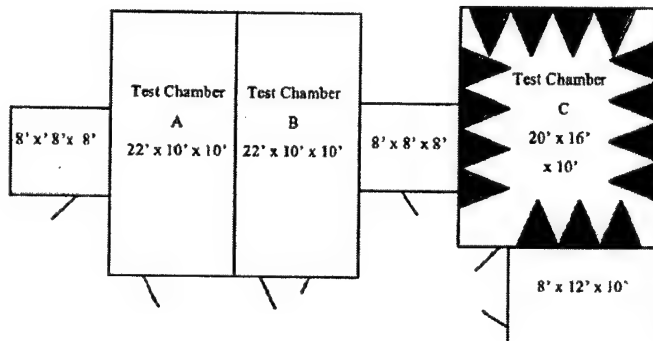 8' x' 8'x 8'
Test Chamber
A
22' x 10' x 10'
Test Chamber
B
22' x 10' x 10'
8' x 8' x 8'
Test Chamber
C
20' x 16'
x 10'
8' x 12' x 10'